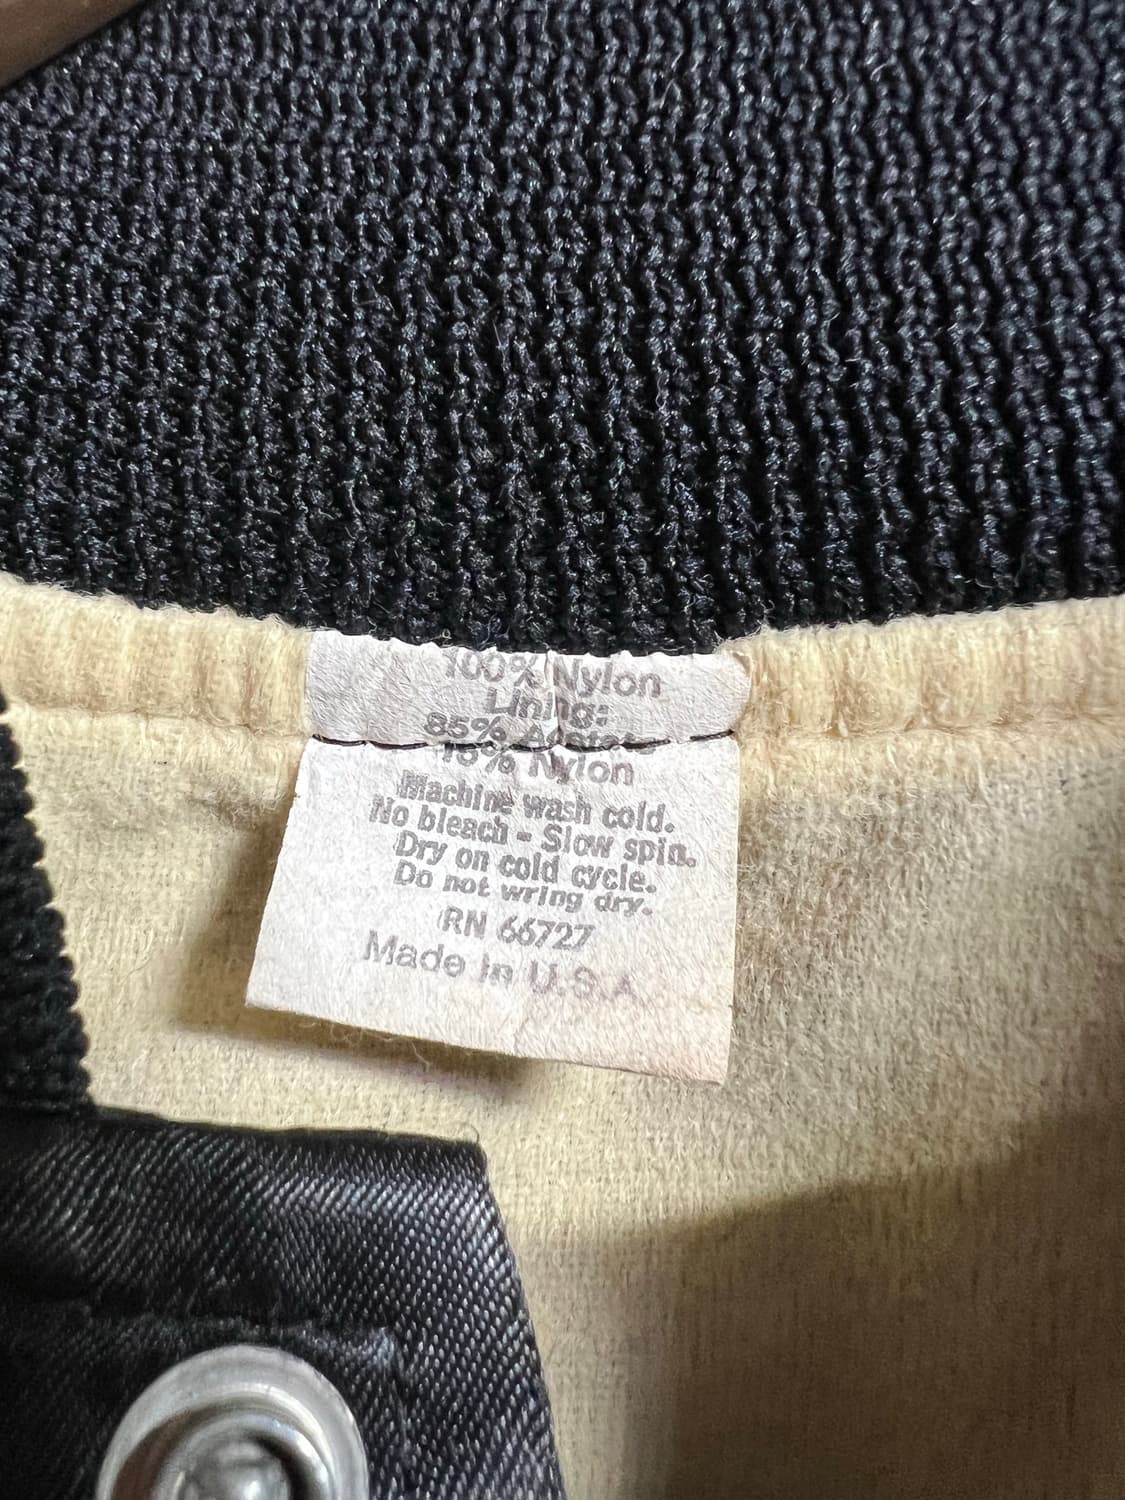 100% Nylon
Lining:
85% Acetat
15% Nylon
Machine wash cold.
No bleach - Slow spin.
Dry on cold cycle.
Do not wring dry.
RN 66727
Made in U.S.A.